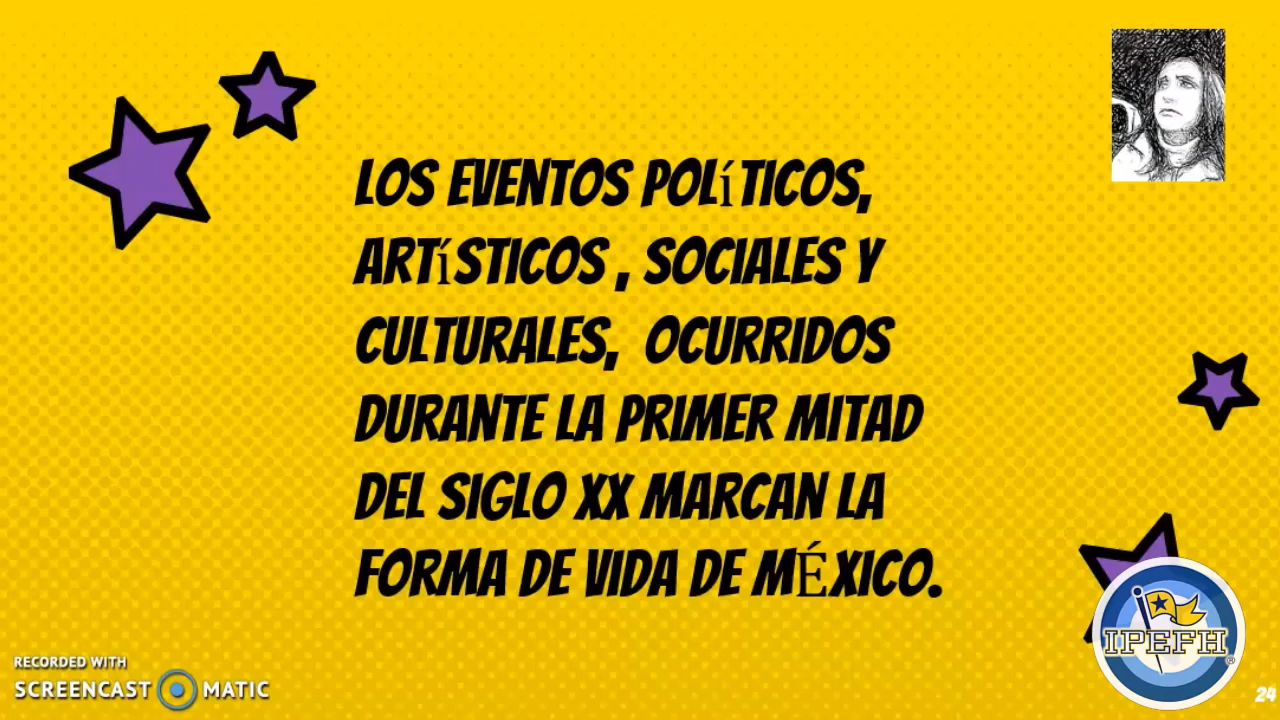 LOS EVENTOS POLíTICOS,
ARTíSTICOS , SOCIALES Y
CULTURALES, OCURRIDOS
DURANTE LA PRIMER MITAD
DEL SIGLO XX MARCAN LA
FORMA DE VIDA DE MÉXICO.
IPEFH
®
RECORDED WITH
SCREENCAST MATIC
24